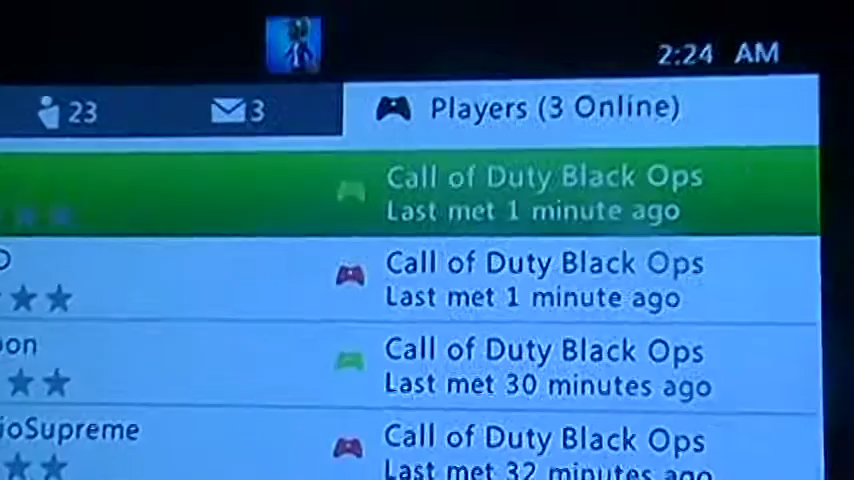 2:24 AM
23
3
Players (3 Online)
Call of Duty Black Ops
Last met 1 minute ago
Call of Duty Black Ops
Last met 1 minute ago
Call of Duty Black Ops
Last met 30 minutes ago
ioSupreme
Call of Duty Black Ops
Last met 32 minutes ago